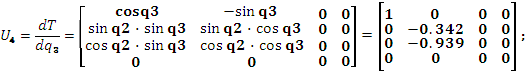 cosq3 −sin q3 0 0 1 0 0 0
U₄ = dT/dq₃ = [sin q2 · sin q3 sin q2 · cos q3 0 0] = [0 −0.342 0 0];
cos q2 · sin q3 cos q2 · cos q3 0 0 0 −0.939 0 0
0 0 0 0 0 0 0 0